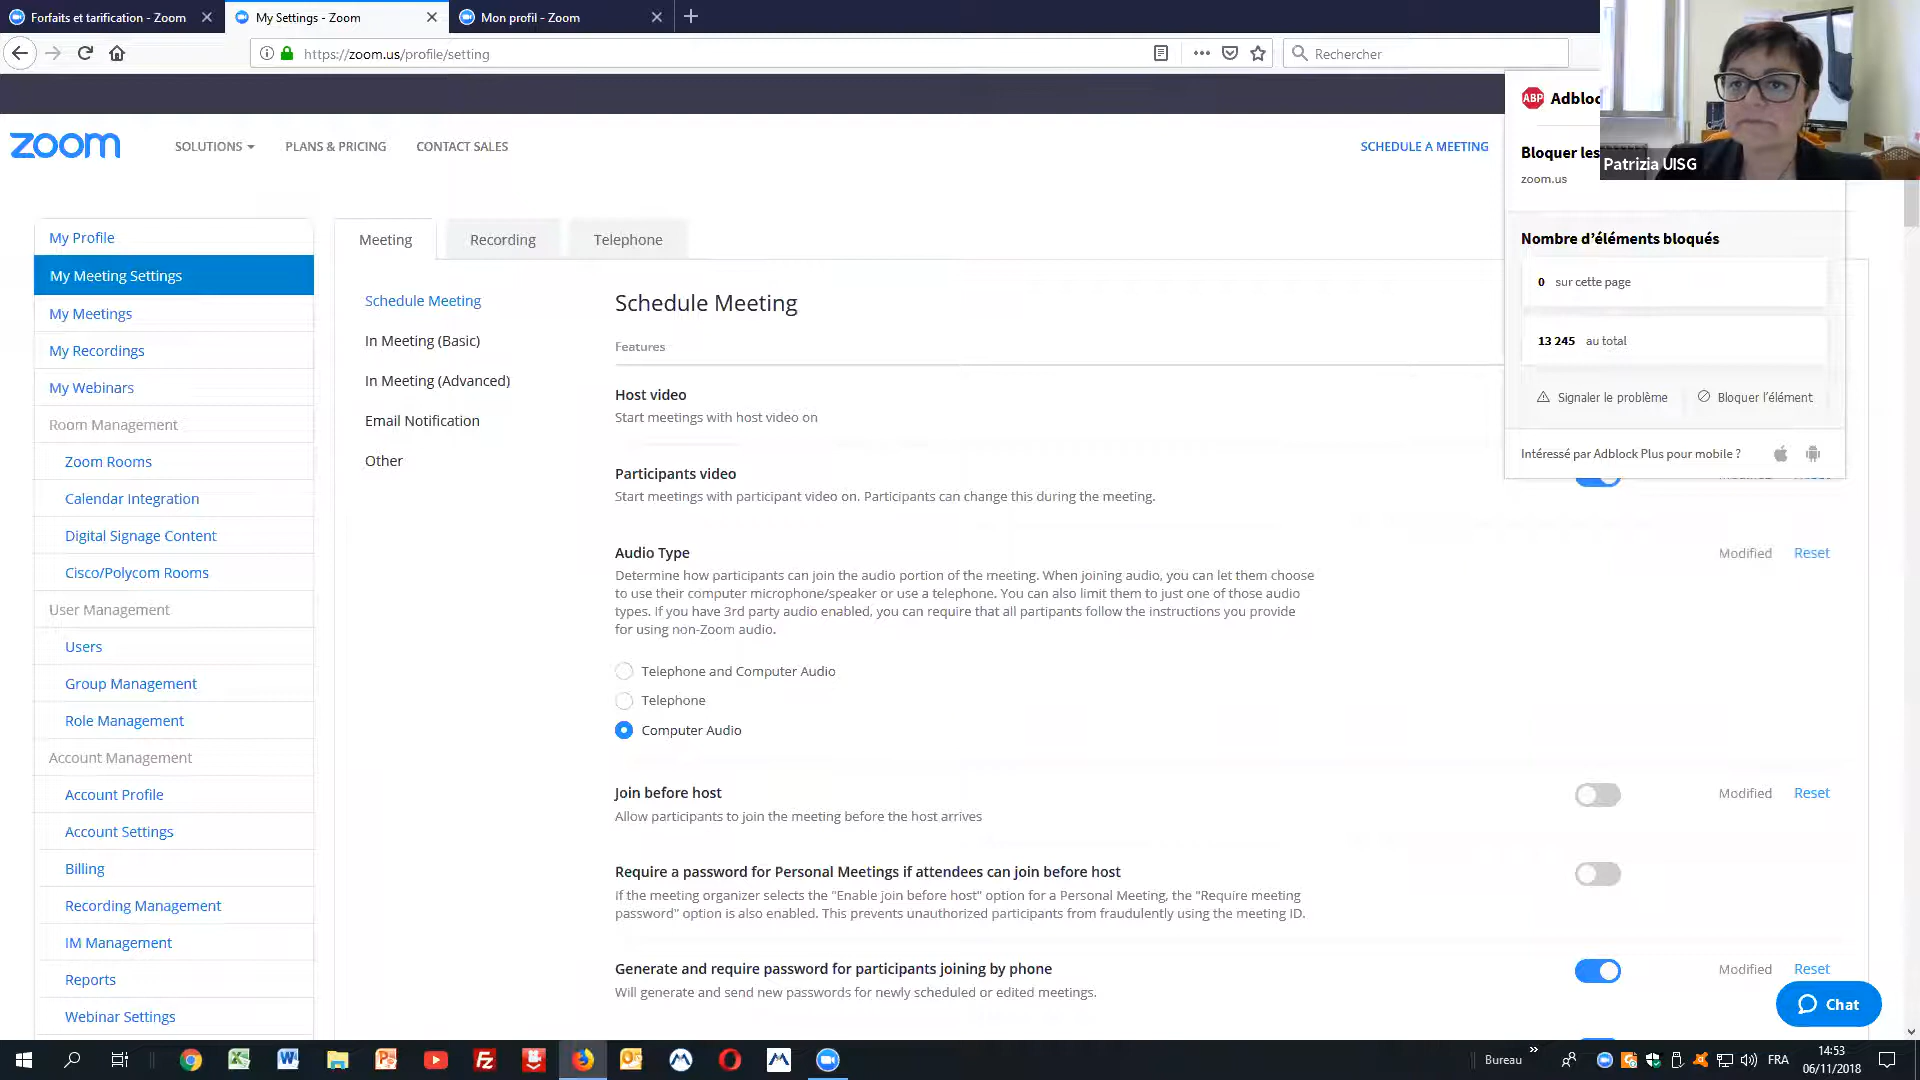 Forfaits et tarification - Zoom
My Settings - Zoom
Mon profil - Zoom
https://zoom.us/profile/setting
Rechercher
zoom
SOLUTIONS
PLANS & PRICING
CONTACT SALES
SCHEDULE A MEETING
ABP
Bloquer les
zoom.us
Patrizia UISG
Nombre d’éléments bloqués
0 sur cette page
13 245 au total
Signaler le problème
Bloquer l’élément
Intéressé par Adblock Plus pour mobile ?
My Profile
My Meeting Settings
My Meetings
My Recordings
My Webinars
Room Management
Zoom Rooms
Calendar Integration
Digital Signage Content
Cisco/Polycom Rooms
User Management
Users
Group Management
Role Management
Account Management
Account Profile
Account Settings
Billing
Recording Management
IM Management
Reports
Webinar Settings
Meeting
Recording
Telephone
Schedule Meeting
In Meeting (Basic)
In Meeting (Advanced)
Email Notification
Other
Schedule Meeting
Features
Host video
Start meetings with host video on
Participants video
Start meetings with participant video on. Participants can change this during the meeting.
Audio Type
Modified Reset
Determine how participants can join the audio portion of the meeting. When joining audio, you can let them choose
to use their computer microphone/speaker or use a telephone. You can also limit them to just one of those audio
types. If you have 3rd party audio enabled, you can require that all partipants follow the instructions you provide
for using non-Zoom audio.
Telephone and Computer Audio
Telephone
Computer Audio
Join before host
Modified Reset
Allow participants to join the meeting before the host arrives
Require a password for Personal Meetings if attendees can join before host
If the meeting organizer selects the "Enable join before host" option for a Personal Meeting, the "Require meeting
password" option is also enabled. This prevents unauthorized participants from fraudulently using the meeting ID.
Generate and require password for participants joining by phone
Modified Reset
Will generate and send new passwords for newly scheduled or edited meetings.
Chat
Bureau
FRA
14:53
06/11/2018